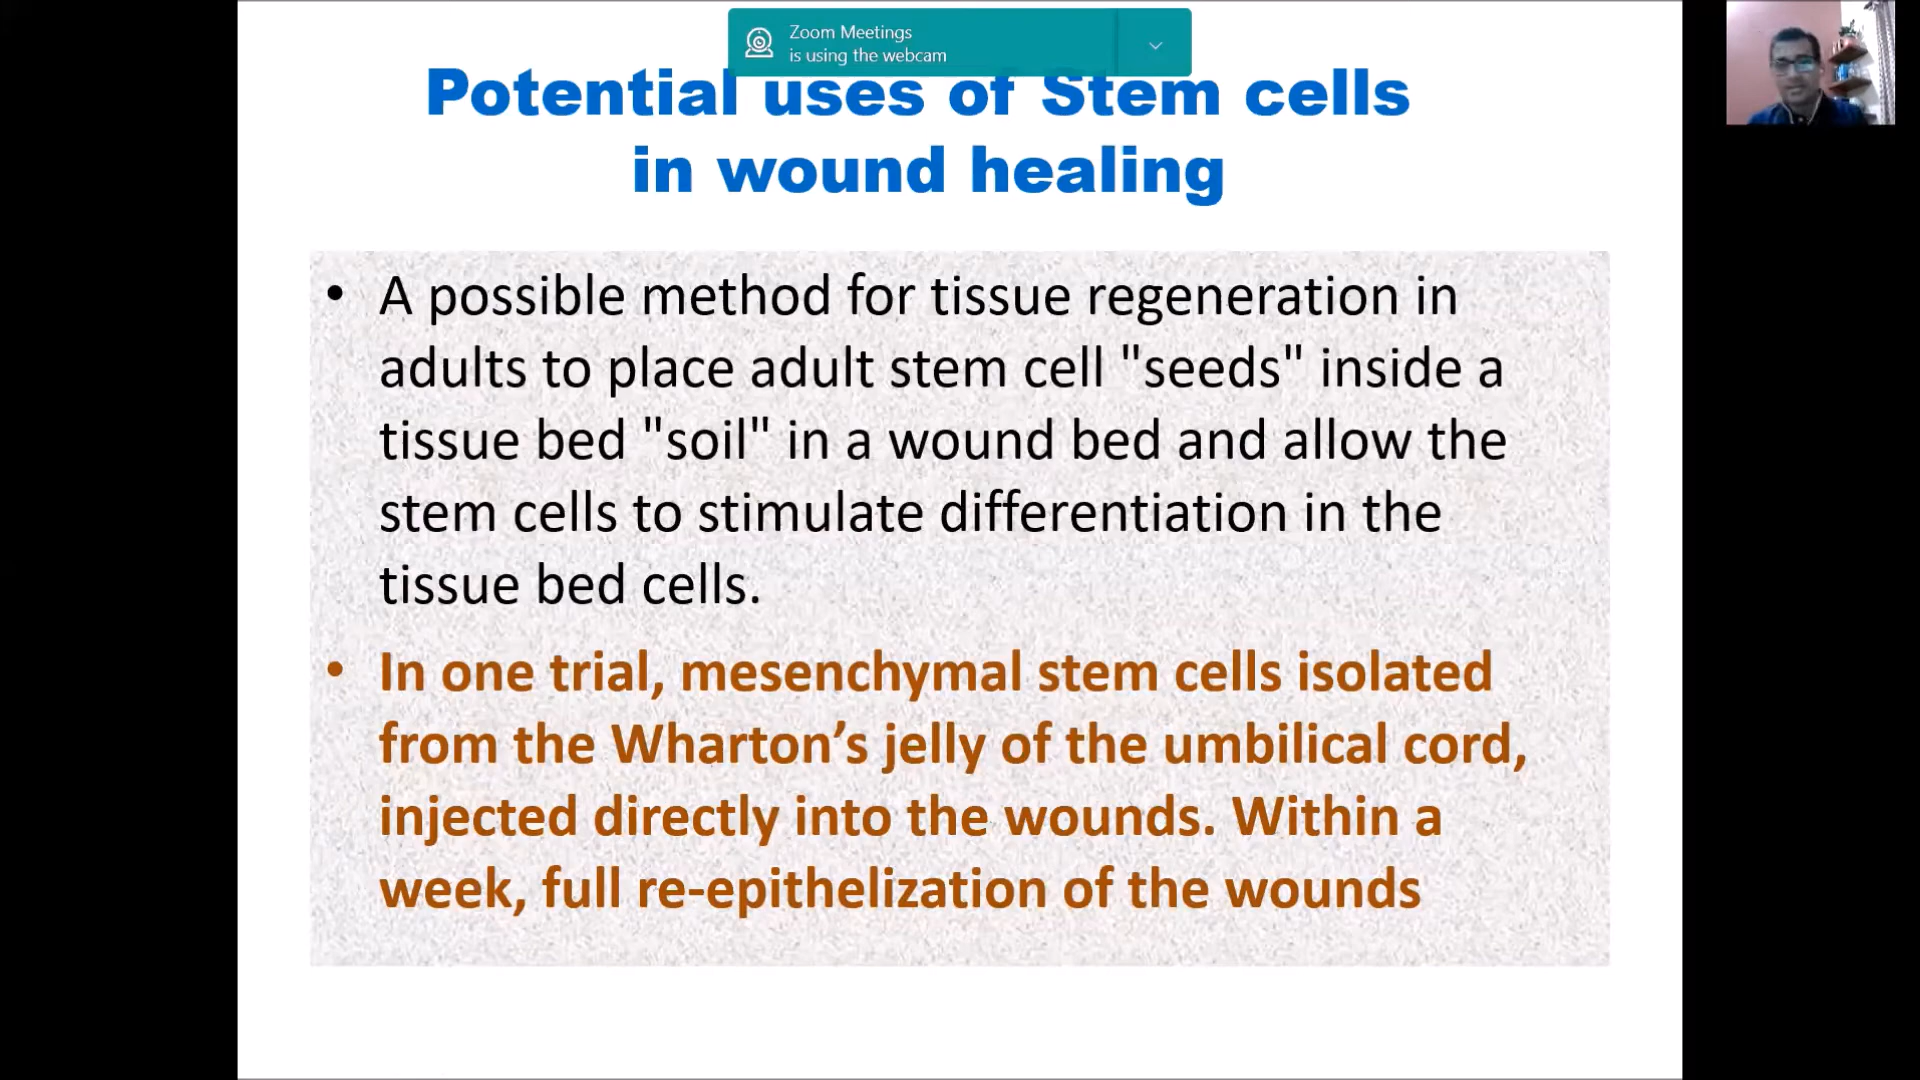 Zoom Meetings
is using the webcam
Potential uses of Stem cells
in wound healing
• A possible method for tissue regeneration in
adults to place adult stem cell "seeds" inside a
tissue bed "soil" in a wound bed and allow the
stem cells to stimulate differentiation in the
tissue bed cells.
• In one trial, mesenchymal stem cells isolated
from the Wharton’s jelly of the umbilical cord,
injected directly into the wounds. Within a
week, full re-epithelization of the wounds